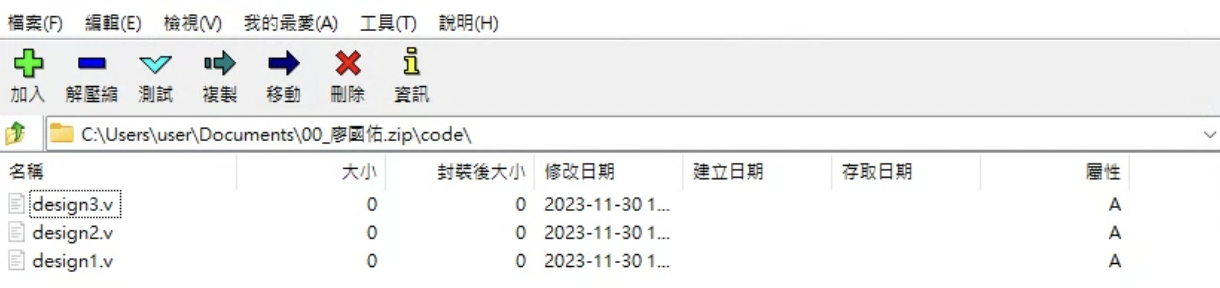 檔案(F) 編輯(E) 檢視(V) 我的最愛(A) 工具(T) 說明(H)
加入 解壓縮 測試 複製 移動 刪除 資訊
C:\Users\user\Documents\00_廖國佑.zip\code\
名稱 大小 封裝後大小 修改日期 建立日期 存取日期 屬性
design3.v 0 0 2023-11-30 1... A
design2.v 0 0 2023-11-30 1... A
design1.v 0 0 2023-11-30 1... A